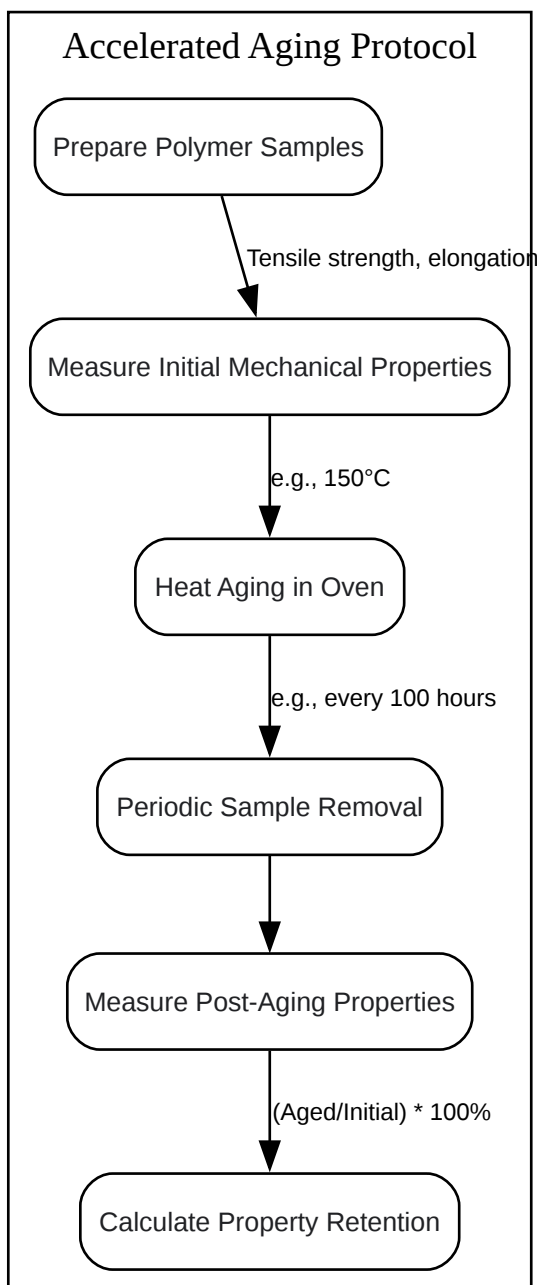 Accelerated Aging Protocol
Prepare Polymer Samples
Tensile strength, elongation
Measure Initial Mechanical Properties
e.g., 150°C
Heat Aging in Oven
e.g., every 100 hours
Periodic Sample Removal
Measure Post-Aging Properties
(Aged/Initial) * 100%
Calculate Property Retention